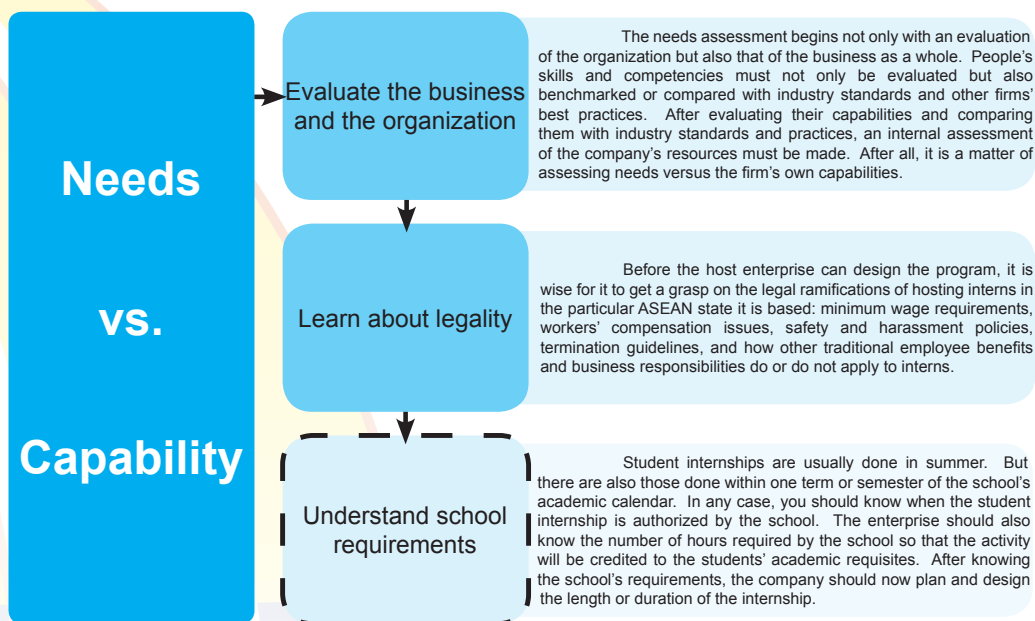 Needs
vs.
Capability
Evaluate the business
and the organization
The needs assessment begins not only with an evaluation
of the organization but also that of the business as a whole. People's
skills and competencies must not only be evaluated but also
benchmarked or compared with industry standards and other firms'
best practices. After evaluating their capabilities and comparing
them with industry standards and practices, an internal assessment
of the company's resources must be made. After all, it is a matter of
assessing needs versus the firm's own capabilities.
Learn about legality
Before the host enterprise can design the program, it is
wise for it to get a grasp on the legal ramifications of hosting interns in
the particular ASEAN state it is based: minimum wage requirements,
workers' compensation issues, safety and harassment policies,
termination guidelines, and how other traditional employee benefits
and business responsibilities do or do not apply to interns.
Understand school
requirements
Student internships are usually done in summer. But
there are also those done within one term or semester of the school's
academic calendar. In any case, you should know when the student
internship is authorized by the school. The enterprise should also
know the number of hours required by the school so that the activity
will be credited to the students' academic requisites. After knowing
the school's requirements, the company should now plan and design
the length or duration of the internship.